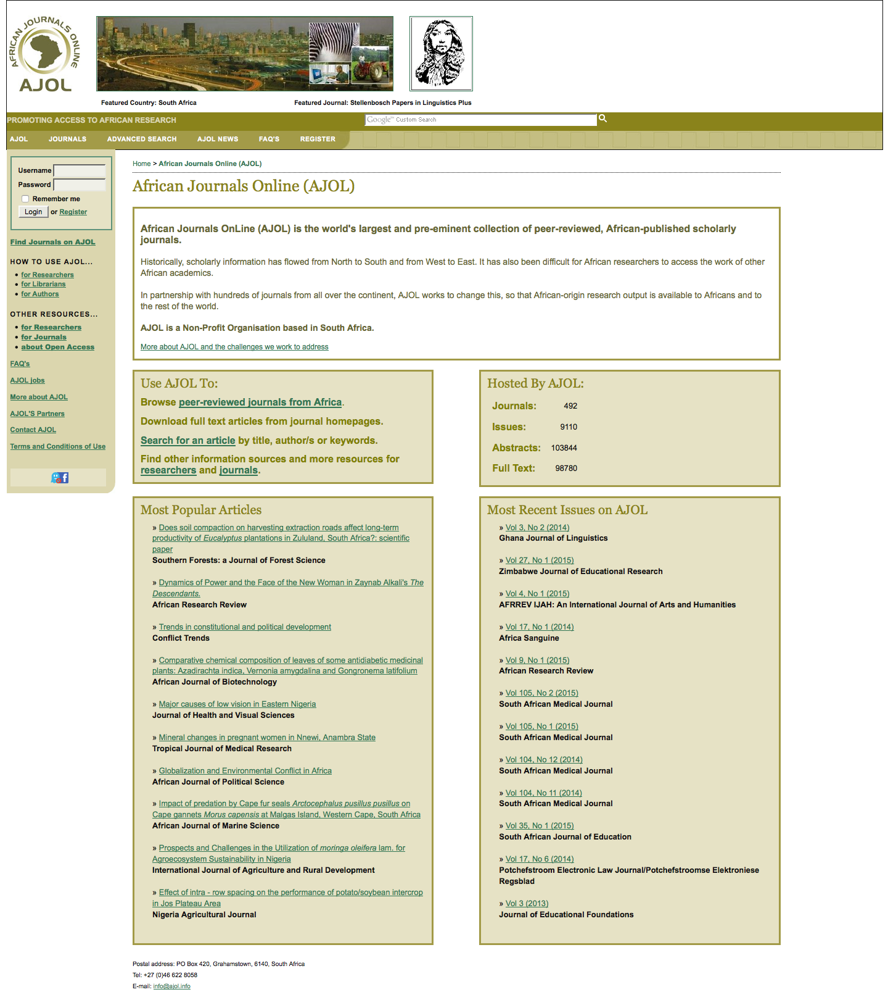 AFRICAN JOURNALS ONLINE
AJOL
Featured Country: South Africa
Featured Journal: Stellenbosch Papers in Linguistics Plus
PROMOTING ACCESS TO AFRICAN RESEARCH
Google™ Custom Search
AJOL JOURNALS ADVANCED SEARCH AJOL NEWS FAQ'S REGISTER
Username
Password
Remember me
Login or Register
Find Journals on AJOL
HOW TO USE AJOL...
• for Researchers
• for Librarians
• for Authors
OTHER RESOURCES...
• for Researchers
• for Journals
• about Open Access
FAQ's
AJOL jobs
More about AJOL
AJOL'S Partners
Contact AJOL
Terms and Conditions of Use
Home > African Journals Online (AJOL)
African Journals Online (AJOL)
African Journals OnLine (AJOL) is the world's largest and pre-eminent collection of peer-reviewed, African-published scholarly
journals.
Historically, scholarly information has flowed from North to South and from West to East. It has also been difficult for African researchers to access the work of other
African academics.
In partnership with hundreds of journals from all over the continent, AJOL works to change this, so that African-origin research output is available to Africans and to
the rest of the world.
AJOL is a Non-Profit Organisation based in South Africa.
More about AJOL and the challenges we work to address
Use AJOL To:
Browse peer-reviewed journals from Africa.
Download full text articles from journal homepages.
Search for an article by title, author/s or keywords.
Find other information sources and more resources for
researchers and journals.
Hosted By AJOL:
Journals: 492
Issues: 9110
Abstracts: 103844
Full Text: 98780
Most Popular Articles
» Does soil compaction on harvesting extraction roads affect long-term
productivity of Eucalyptus plantations in Zululand, South Africa?: scientific
paper
Southern Forests: a Journal of Forest Science
» Dynamics of Power and the Face of the New Woman in Zaynab Alkali's The
Descendants.
African Research Review
» Trends in constitutional and political development
Conflict Trends
» Comparative chemical composition of leaves of some antidiabetic medicinal
plants: Azadirachta indica, Vernonia amygdalina and Gongronema latifolium
African Journal of Biotechnology
» Major causes of low vision in Eastern Nigeria
Journal of Health and Visual Sciences
» Mineral changes in pregnant women in Nnewi, Anambra State
Tropical Journal of Medical Research
» Globalization and Environmental Conflict in Africa
African Journal of Political Science
» Impact of predation by Cape fur seals Arctocephalus pusillus pusillus on
Cape gannets Morus capensis at Malgas Island, Western Cape, South Africa
African Journal of Marine Science
» Prospects and Challenges in the Utilization of moringa oleifera lam. for
Agroecosystem Sustainability in Nigeria
International Journal of Agriculture and Rural Development
» Effect of intra - row spacing on the performance of potato/soybean intercrop
in Jos Plateau Area
Nigeria Agricultural Journal
Most Recent Issues on AJOL
» Vol 3, No 2 (2014)
Ghana Journal of Linguistics
» Vol 27, No 1 (2015)
Zimbabwe Journal of Educational Research
» Vol 4, No 1 (2015)
AFRREV IJAH: An International Journal of Arts and Humanities
» Vol 17, No 1 (2014)
Africa Sanguine
» Vol 9, No 1 (2015)
African Research Review
» Vol 105, No 2 (2015)
South African Medical Journal
» Vol 105, No 1 (2015)
South African Medical Journal
» Vol 104, No 12 (2014)
South African Medical Journal
» Vol 104, No 11 (2014)
South African Medical Journal
» Vol 35, No 1 (2015)
South African Journal of Education
» Vol 17, No 6 (2014)
Potchefstroom Electronic Law Journal/Potchefstroomse Elektroniese
Regsblad
» Vol 3 (2013)
Journal of Educational Foundations
Postal address: PO Box 420, Grahamstown, 6140, South Africa
Tel: +27 (0)46 622 8058
E-mail: info@ajol.info